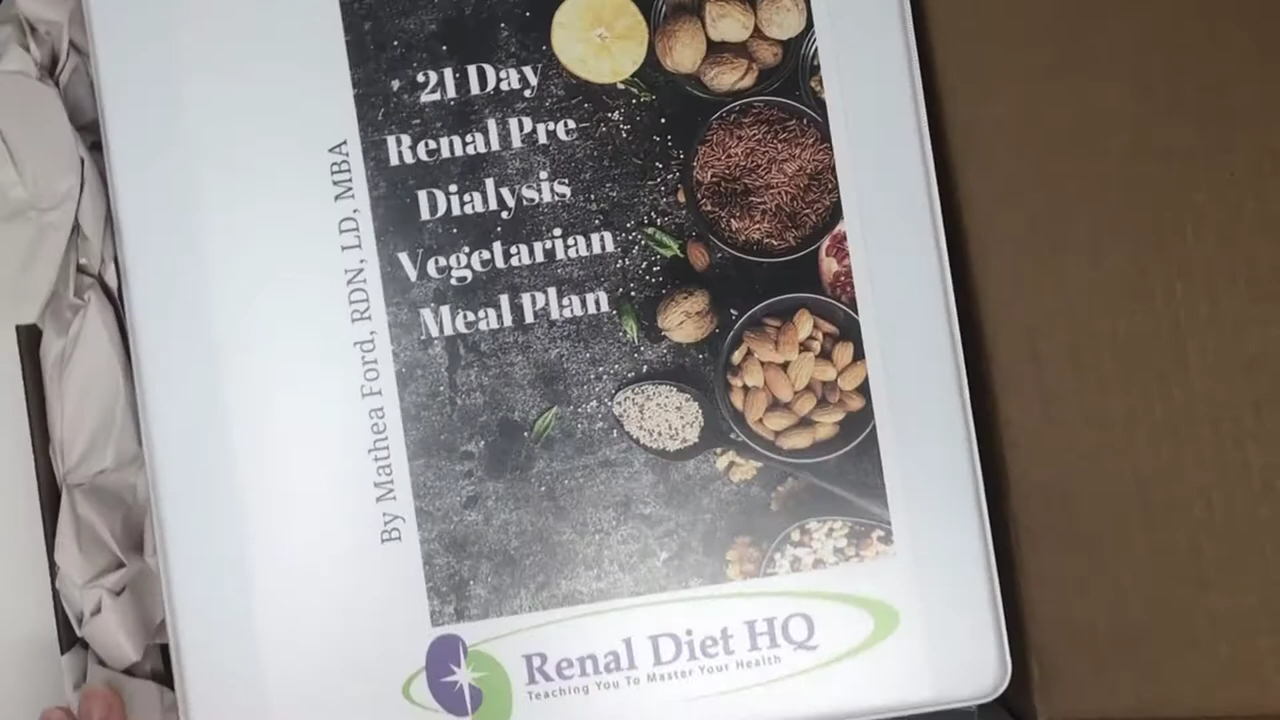 21 Day
Renal Pre-
Dialysis
Vegetarian
Meal Plan
By Mathea Ford, RDN, LD, MBA
Renal Diet HQ
Teaching You To Master Your Health